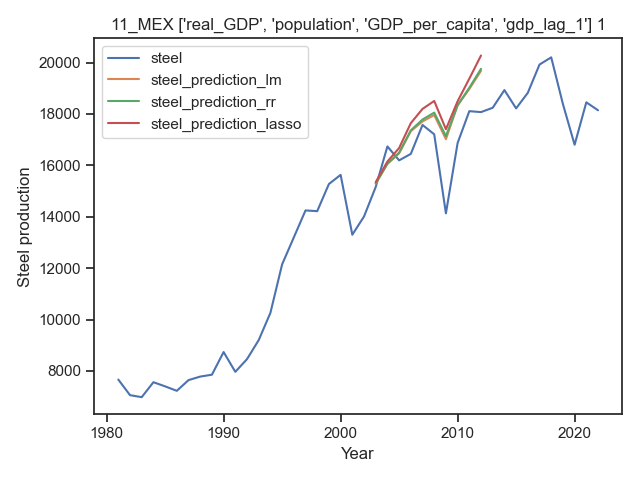 11_MEX ['real_GDP', 'population', 'GDP_per_capita', 'gdp_lag_1'] 1
steel
steel_prediction_lm
steel_prediction_rr
steel_prediction_lasso
20000
18000
16000
14000
12000
10000
8000
Steel production
1980
1990
2000
2010
2020
Year